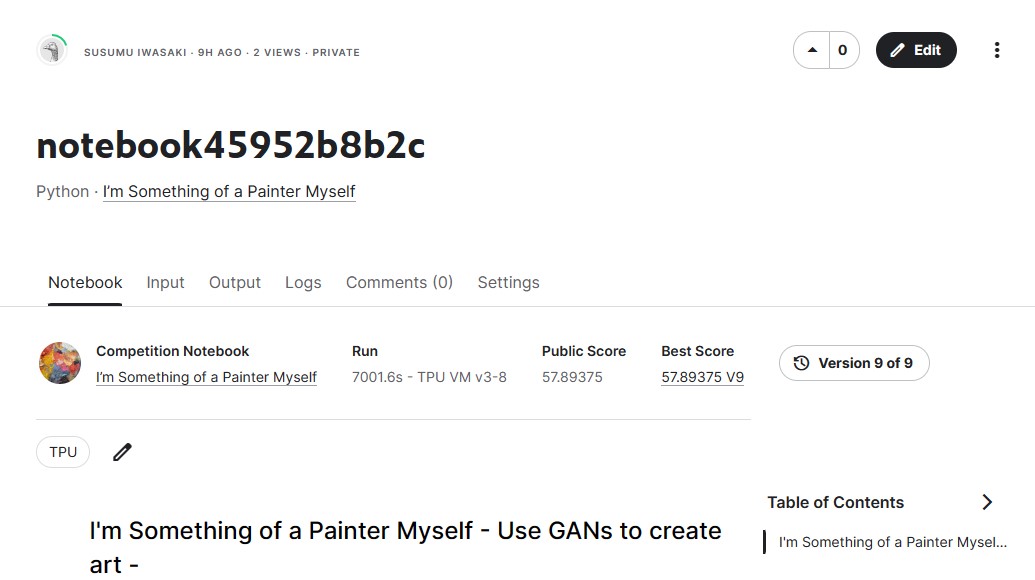 SUSUMU IWASAKI · 9H AGO · 2 VIEWS · PRIVATE
0
Edit
notebook45952b8b2c
Python · I'm Something of a Painter Myself
Notebook Input Output Logs Comments (0) Settings
Competition Notebook Run Public Score Best Score
I'm Something of a Painter Myself 7001.6s - TPU VM v3-8 57.89375 57.89375 V9
Version 9 of 9
TPU
Table of Contents
I'm Something of a Painter Mysel...
I'm Something of a Painter Myself - Use GANs to create
art -